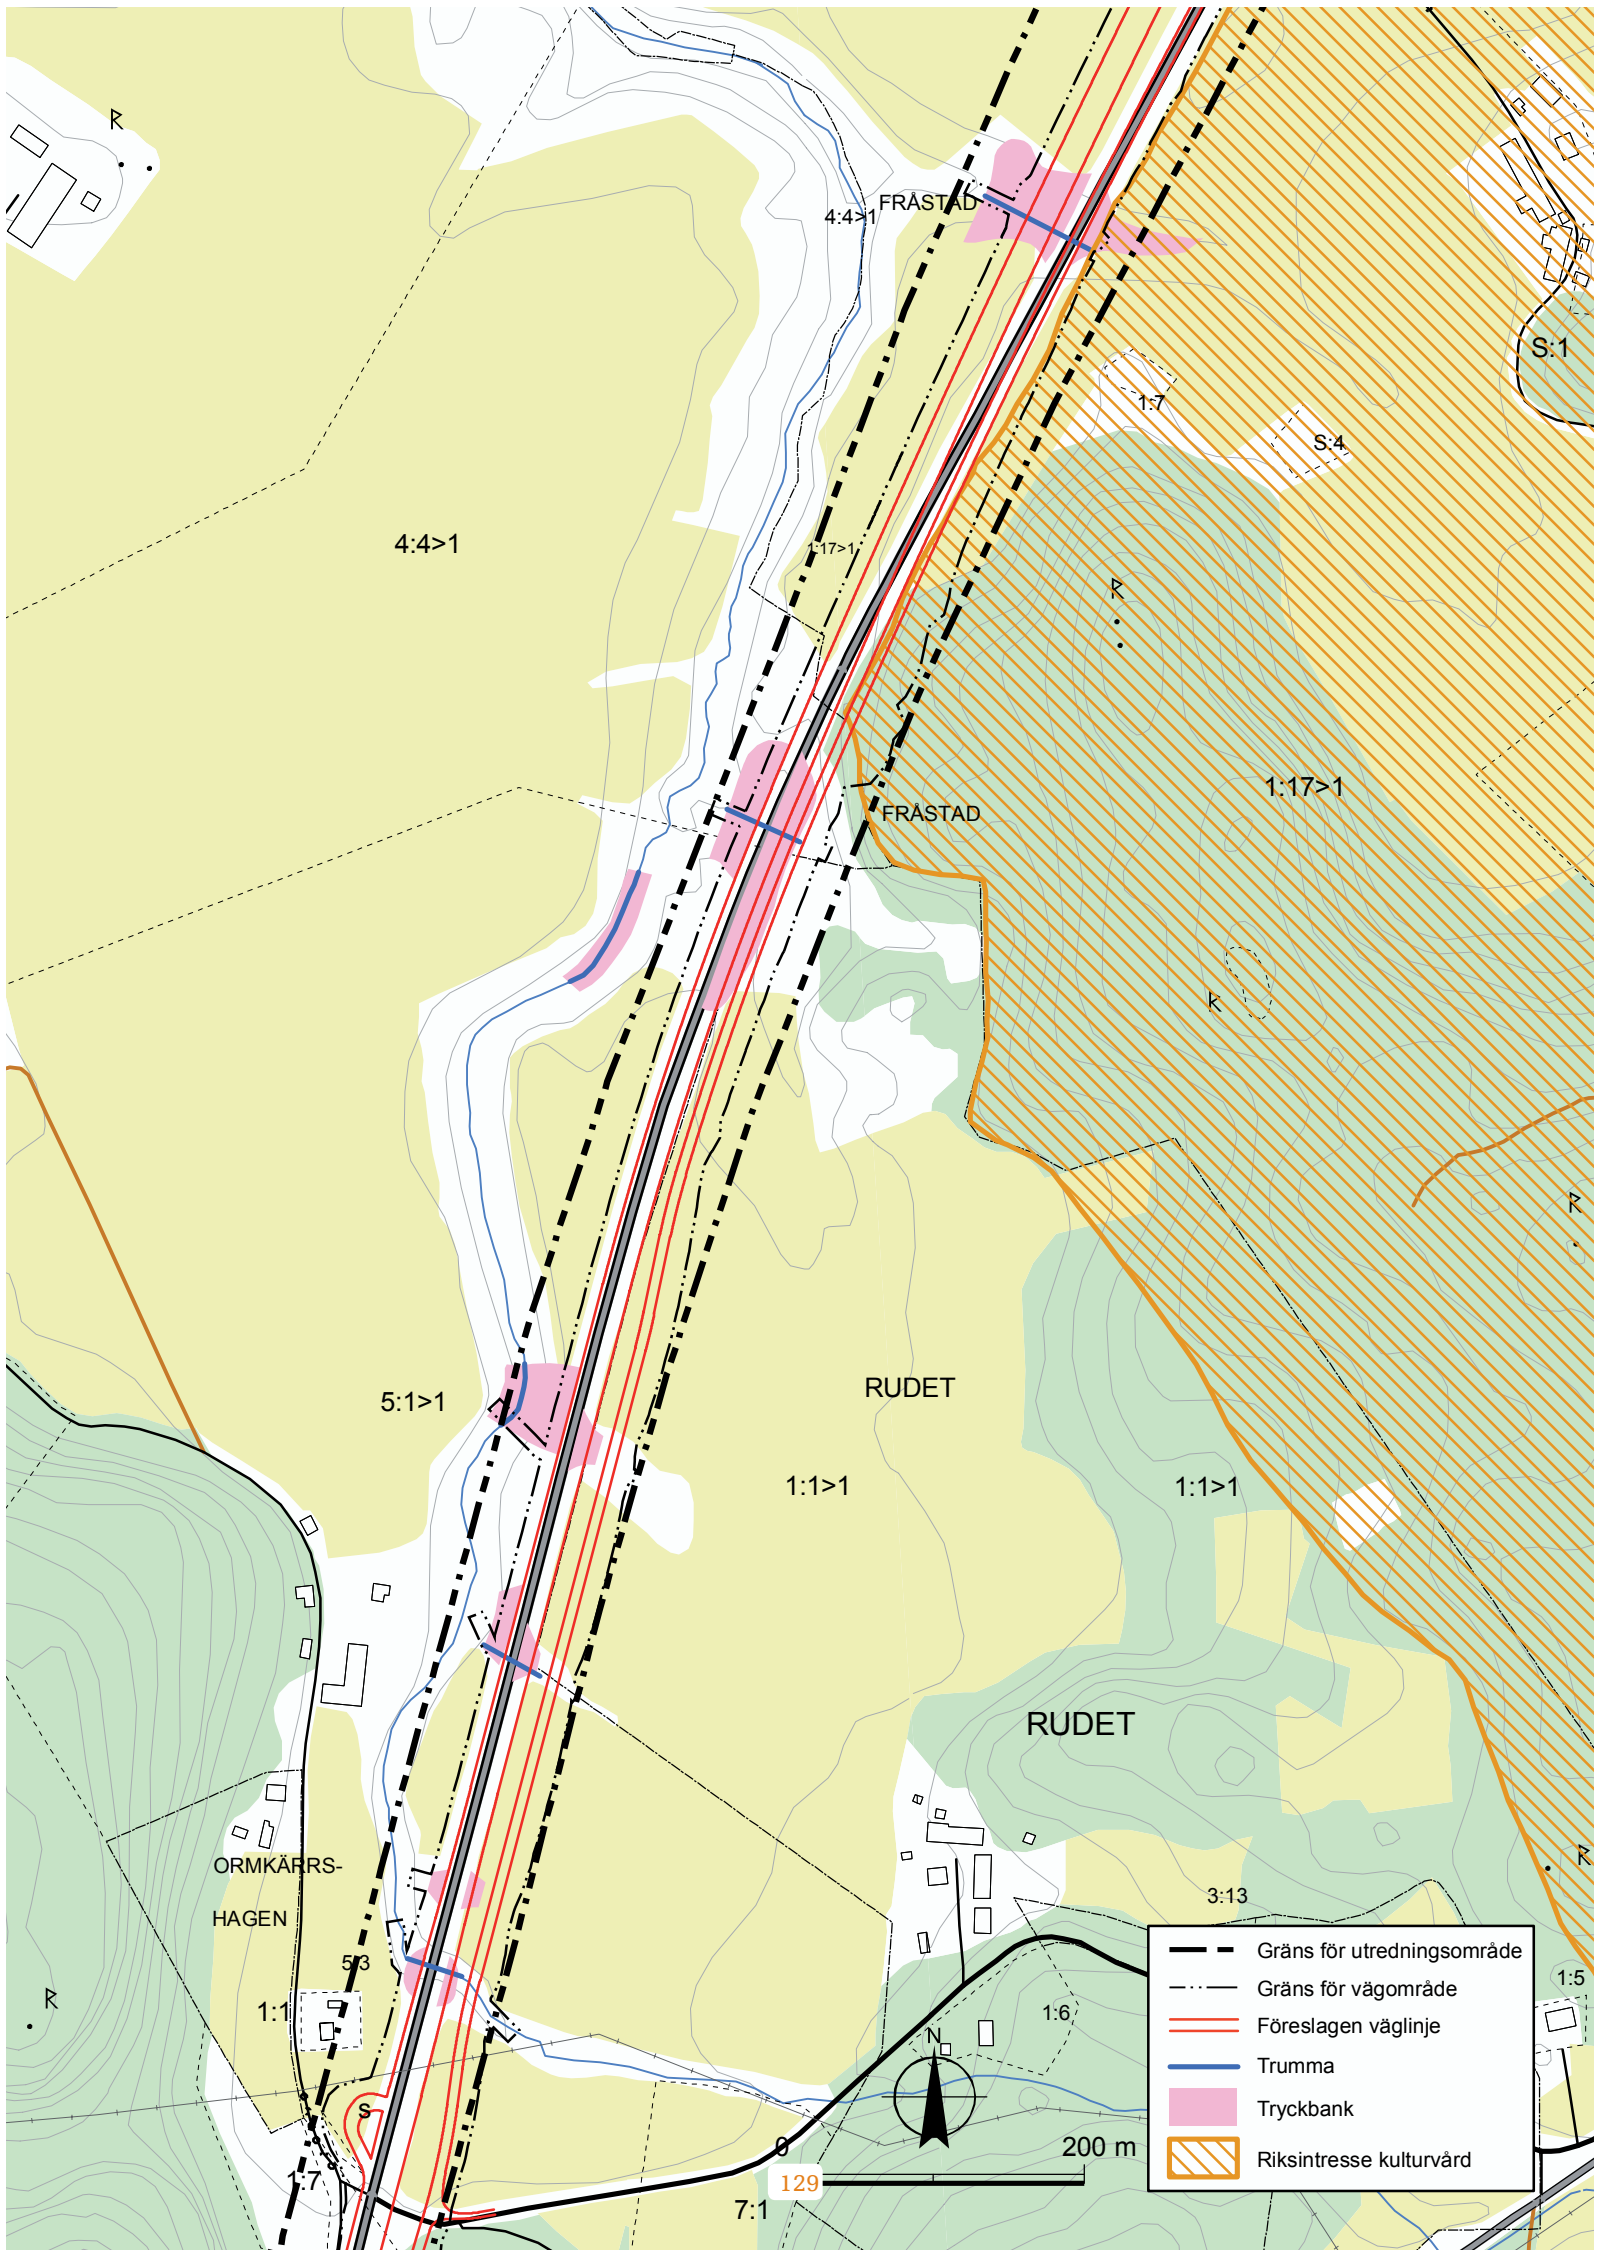 R
FRÅSTAD
4:4>1
S:1
1:7
S:4
4:4>1
1:17>1
R
1:17>1
FRÅSTAD
k
R
RUDET
5:1>1
1:1>1
1:1>1
RUDET
R
ORMKÄRRS-
HAGEN
3:13
5:3
1:1
R
1:6
1:5
N
S
0
200 m
1:7
129
7:1
Gräns för utredningsområde
Gräns för vägområde
Föreslagen väglinje
Trumma
Tryckbank
Riksintresse kulturvård